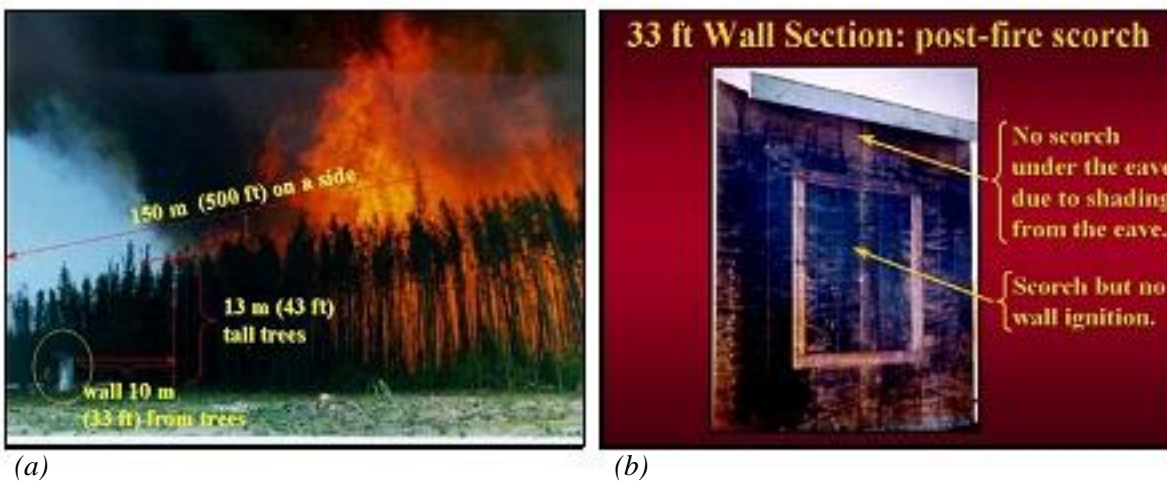 150 m (500 ft) on a side
13 m (43 ft)
tall trees
wall 10 m
(33 ft) from trees
(a)
33 ft Wall Section: post-fire scorch
No scorch
under the eave
due to shading
from the eave.
Scorch but no
wall ignition.
(b)